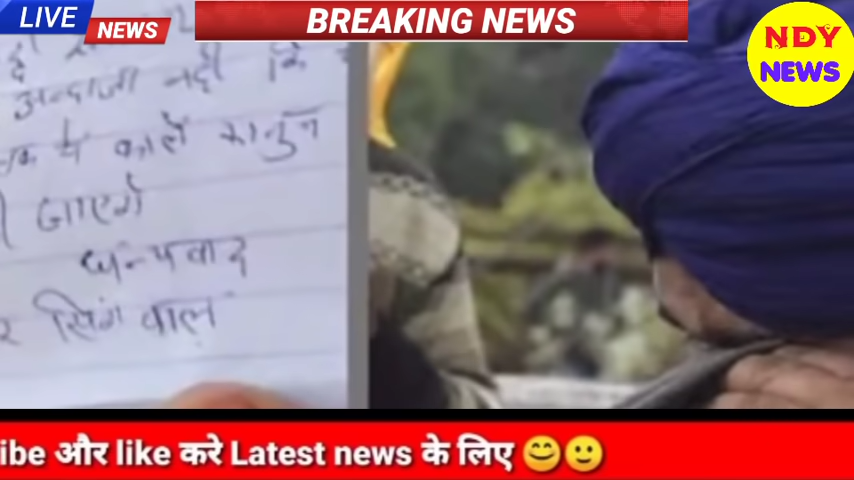 LIVE
NEWS
BREAKING NEWS
NDY
NEWS
अन्दाजा नही कि
ये काले कानुन
जाएगे
धन्यवाद
सिंग वाल
ibe और like करे Latest news के लिए 😊🙂